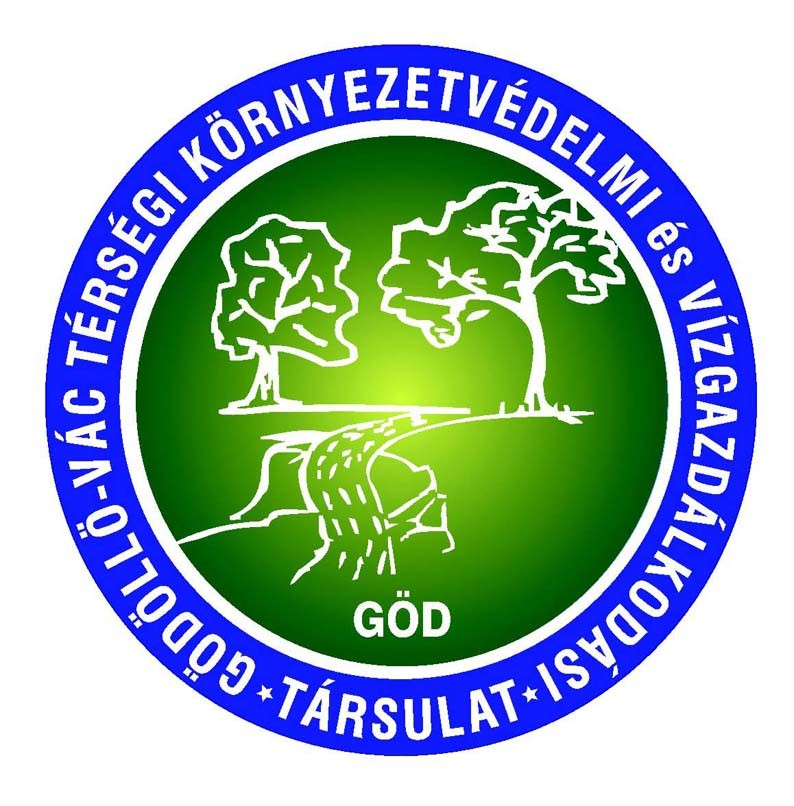 GÖDÖLLŐ-VÁC TÉRSÉGI KÖRNYEZETVÉDELMI és VÍZGAZDÁLKODÁSI
TÁRSULAT
GÖD